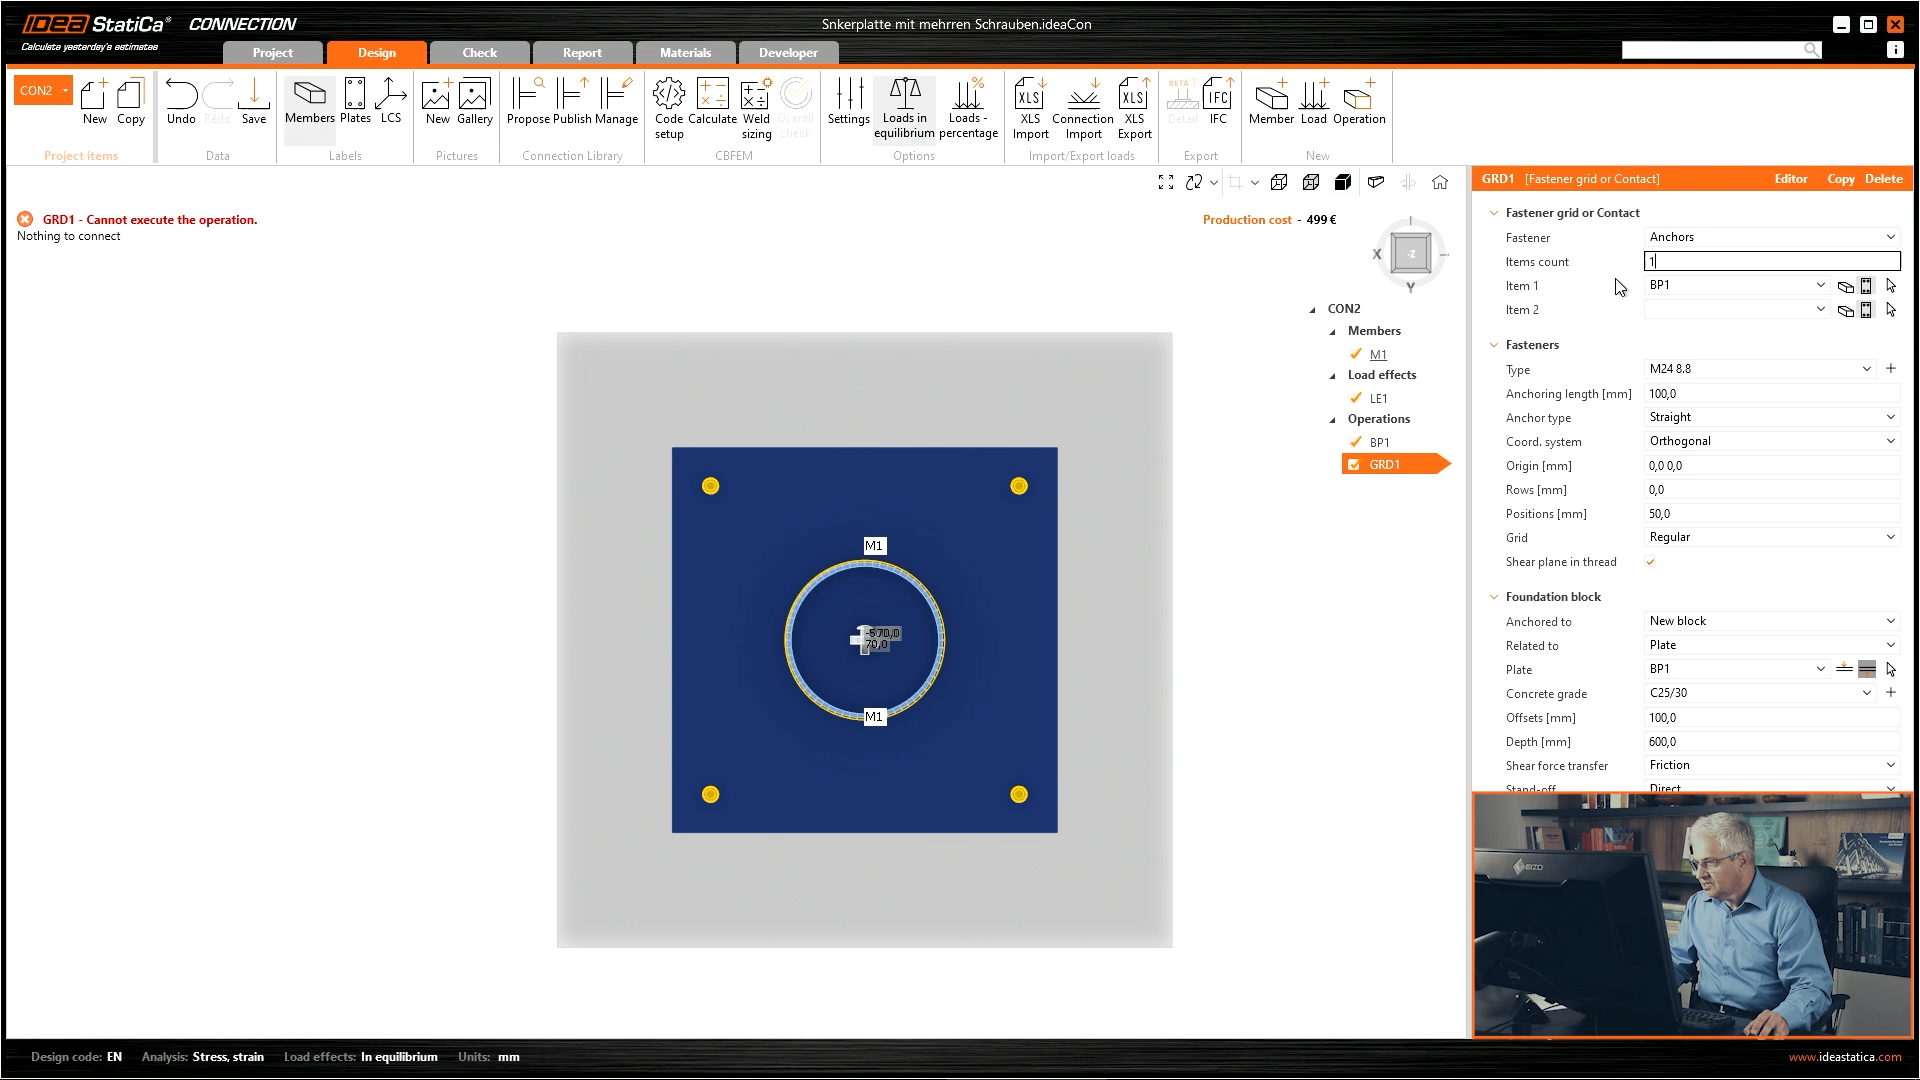 IDEA StatiCa® CONNECTION
Calculate yesterday's estimates
Snkerplatte mit mehrren Schrauben.ideaCon
Project Design Check Report Materials Developer
i
CON2 New Copy Undo Redo Save Members Plates LCS New Gallery Propose Publish Manage Code setup Calculate Weld sizing Overall check Settings Loads in equilibrium Loads - percentage XLS Import Connection Import XLS Export BETA Detail IFC Member Load Operation
XLS XLS IFC
Project items Data Labels Pictures Connection Library CBFEM Options Import/Export loads Export New
GRD1 - Cannot execute the operation.
Nothing to connect
Production cost - 499 €
X -Z Y
CON2
Members
M1
Load effects
LE1
Operations
BP1
GRD1
M1
70,0
M1
GRD1 [Fastener grid or Contact] Editor Copy Delete
Fastener grid or Contact
Fastener Anchors
Items count 1
Item 1 BP1
Item 2
Fasteners
Type M24 8.8
Anchoring length [mm] 100,0
Anchor type Straight
Coord. system Orthogonal
Origin [mm] 0,0 0,0
Rows [mm] 0,0
Positions [mm] 50,0
Grid Regular
Shear plane in thread
Foundation block
Anchored to New block
Related to Plate
Plate BP1
Concrete grade C25/30
Offsets [mm] 100,0
Depth [mm] 600,0
Shear force transfer Friction
Stand-off Direct
EIZO
Design code: EN Analysis: Stress, strain Load effects: In equilibrium Units: mm
www.ideastatica.com